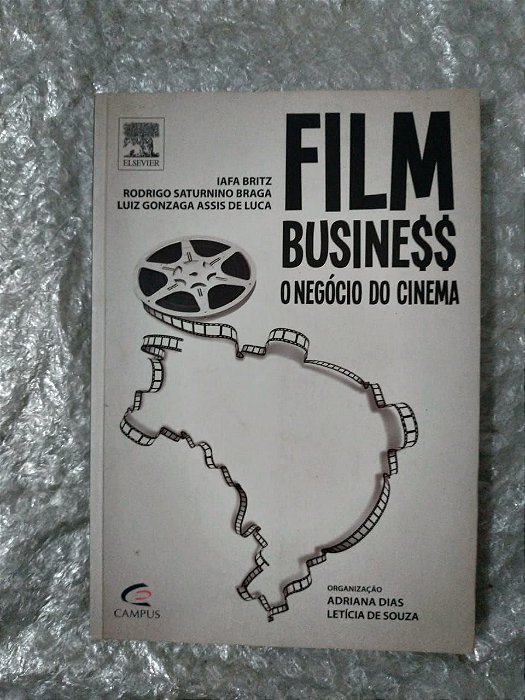 ELSEVIER
IAFA BRITZ
RODRIGO SATURNINO BRAGA
LUIZ GONZAGA ASSIS DE LUCA
FILM
BUSINE$$
O NEGÓCIO DO CINEMA
ORGANIZAÇÃO
ADRIANA DIAS
LETÍCIA DE SOUZA
CAMPUS